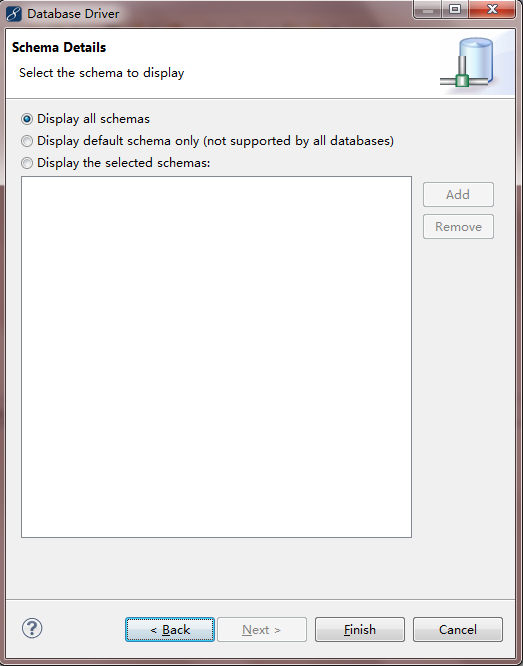 Database Driver
Schema Details
Select the schema to display
Display all schemas
Display default schema only (not supported by all databases)
Display the selected schemas:
Add
Remove
?
< Back
Next >
Finish
Cancel